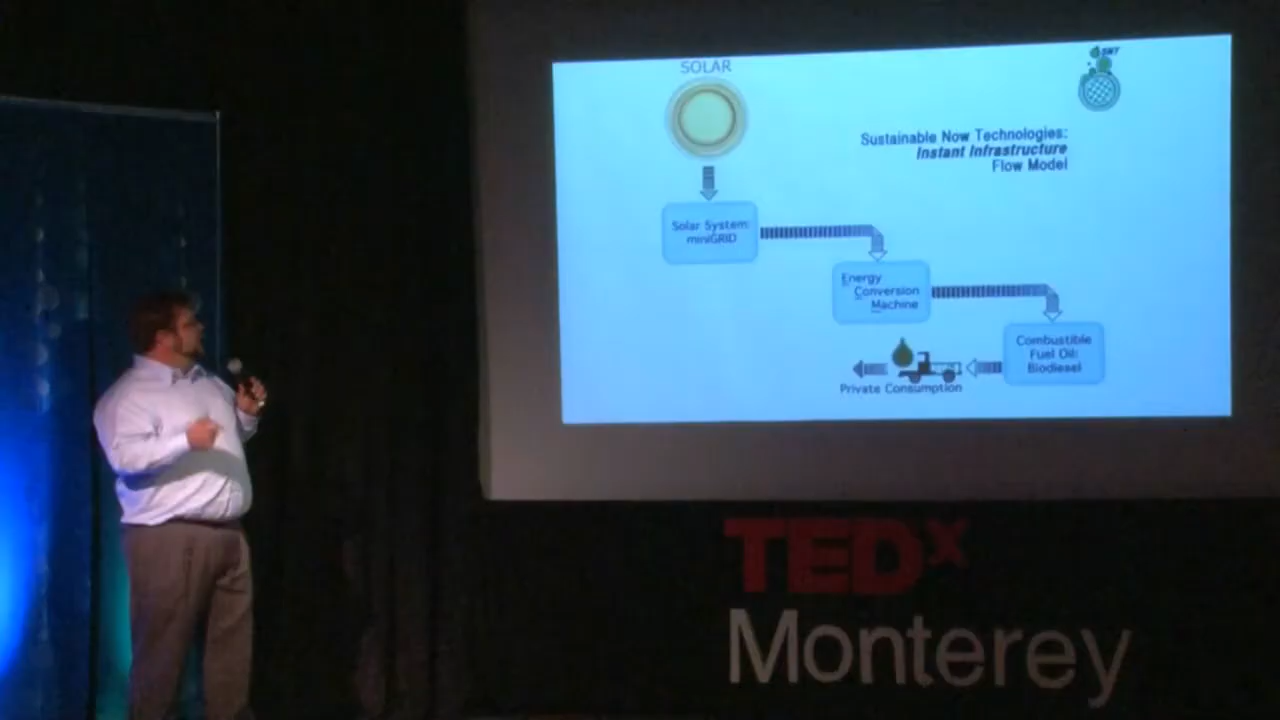 SOLAR
SNT
Sustainable Now Technologies:
Instant Infrastructure
Flow Model
Solar System:
miniGRID
Energy
Conversion
Machine
Combustible
Fuel Oil:
Biodiesel
Private Consumption
TEDx
Monterey